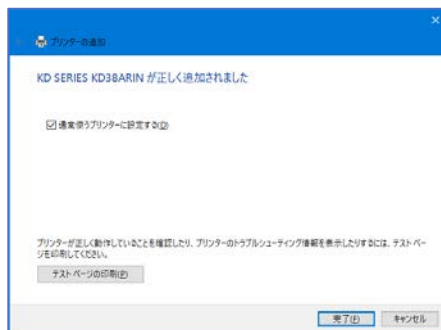 プリンターの追加
KD SERIES KD38ARIN が正しく追加されました
通常使うプリンターに設定する(D)
プリンターが正しく動作していることを確認したり、プリンターのトラブルシューティング情報を表示したりするには、テスト ペー
ジを印刷してください。
テスト ページの印刷(P)
完了(F) キャンセル